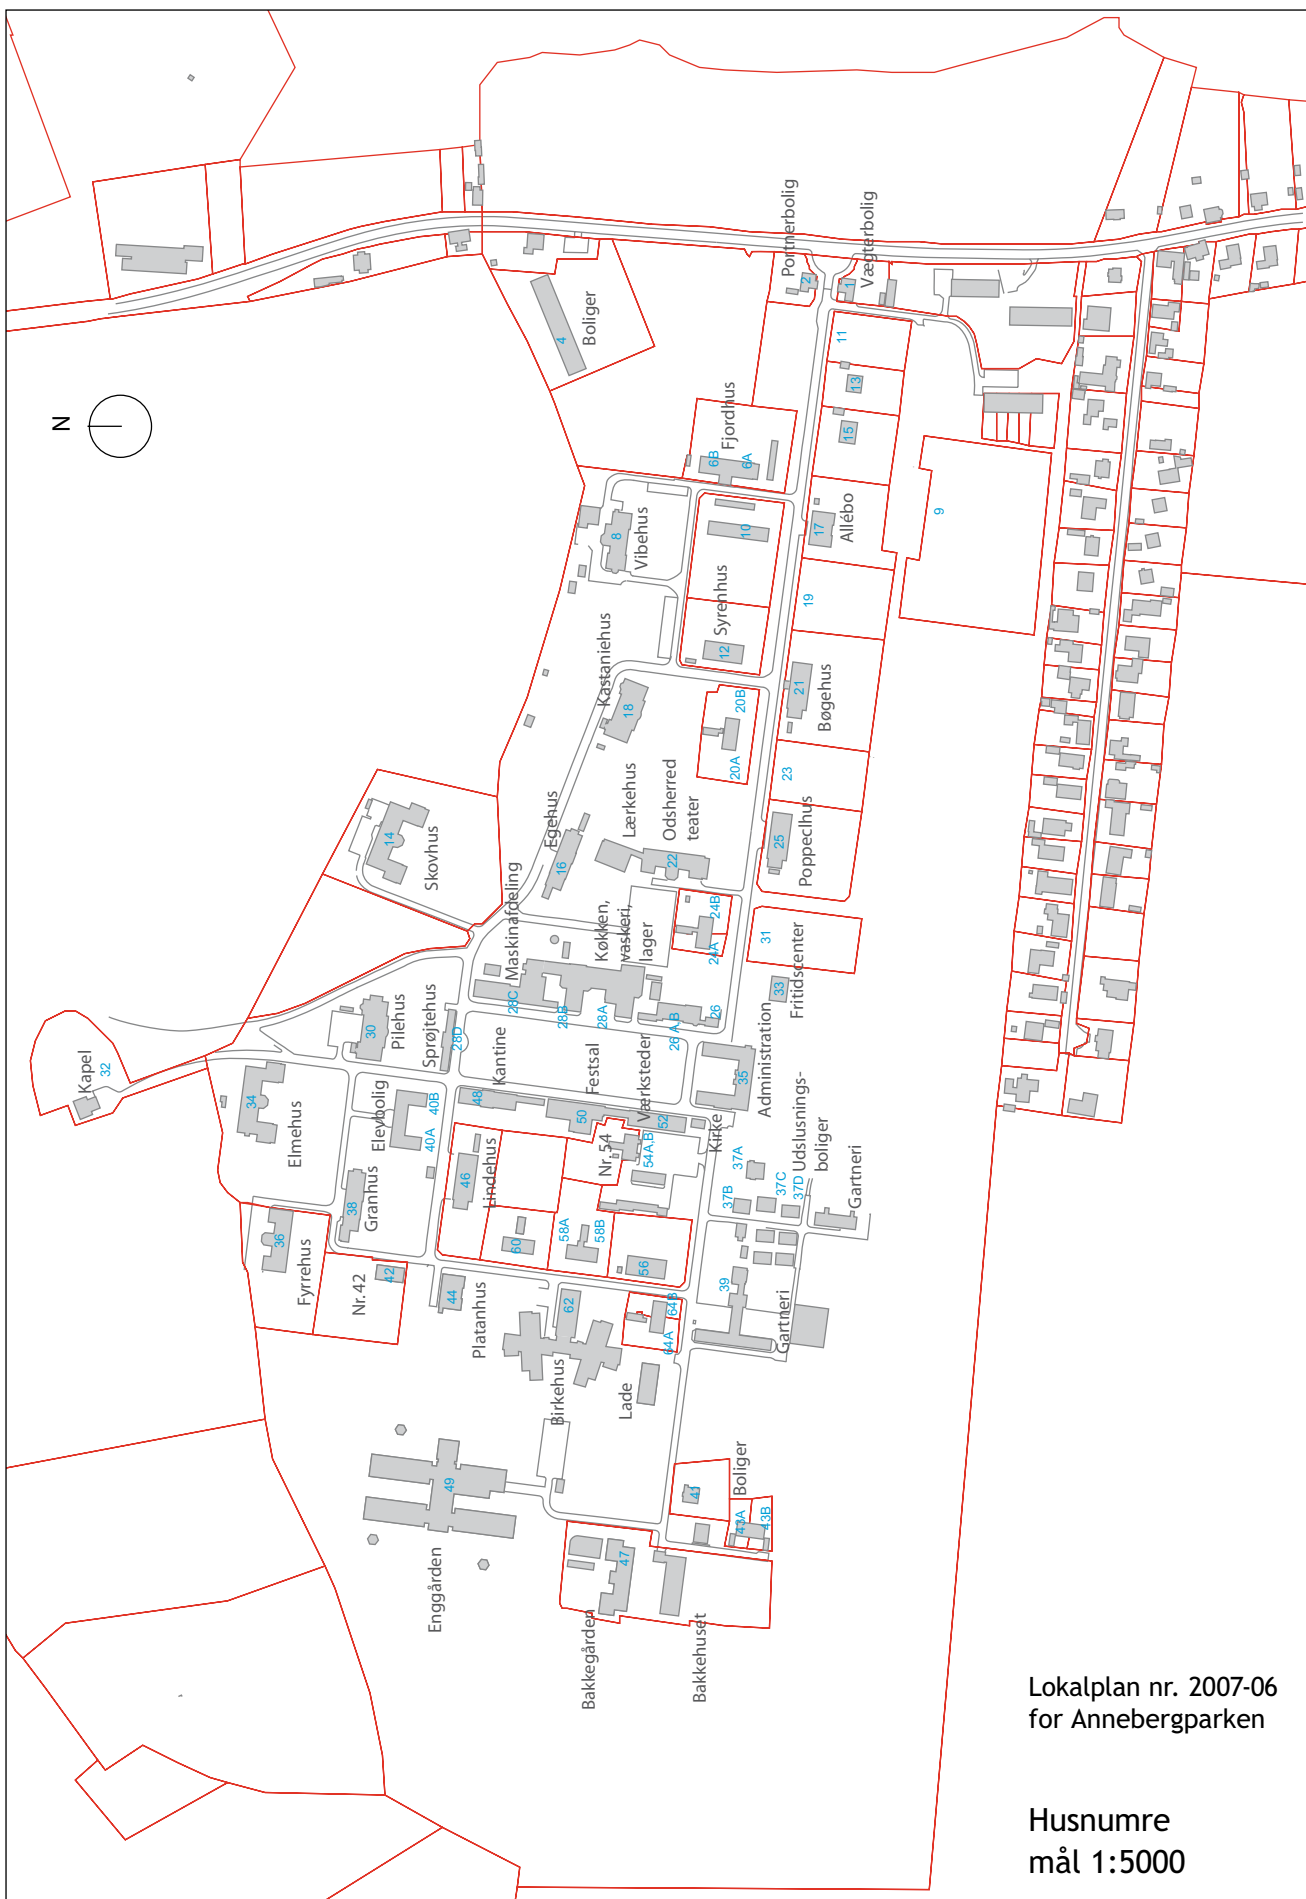 N
Kapel
32
34
Elmehus
36
Fyrrehus
38
Granhus
Elevbolig
40A
40B
Nr. 42
42
44
Platanhus
30
Pilehus
Sprøjtehus
28D
14
Skovhus
4
Boliger
Portnerbolig
2
1
Vægterbolig
11
13
15
9
6B
6A
Fjordhus
8
Vibehus
10
12
Syrenhus
17
Allébo
19
21
Bøgehus
Kastaniehus
18
20B
20A
23
25
Poppeclhus
Egehus
16
Lærkehus
Odsherred
teater
22
24B
24A
31
33
Fritidscenter
Maskinafdeling
28C
28B
28A
Køkken,
vaskeri,
lager
26 A,B
26
Kantine
48
Festsal
50
Værksteder
52
Administration
35
Kirke
Nr. 54
54A,B
46
Lindehus
60
58A
58B
56
37A
37B
37C
37D
Udslusnings-
boliger
Gartneri
39
Gartneri
62
Birkehus
64B
64A
Lade
49
Enggården
41
Boliger
43A
43B
47
Bakkegården
Bakkehuset
Lokalplan nr. 2007-06
for Annebergparken
Husnumre
mål 1:5000